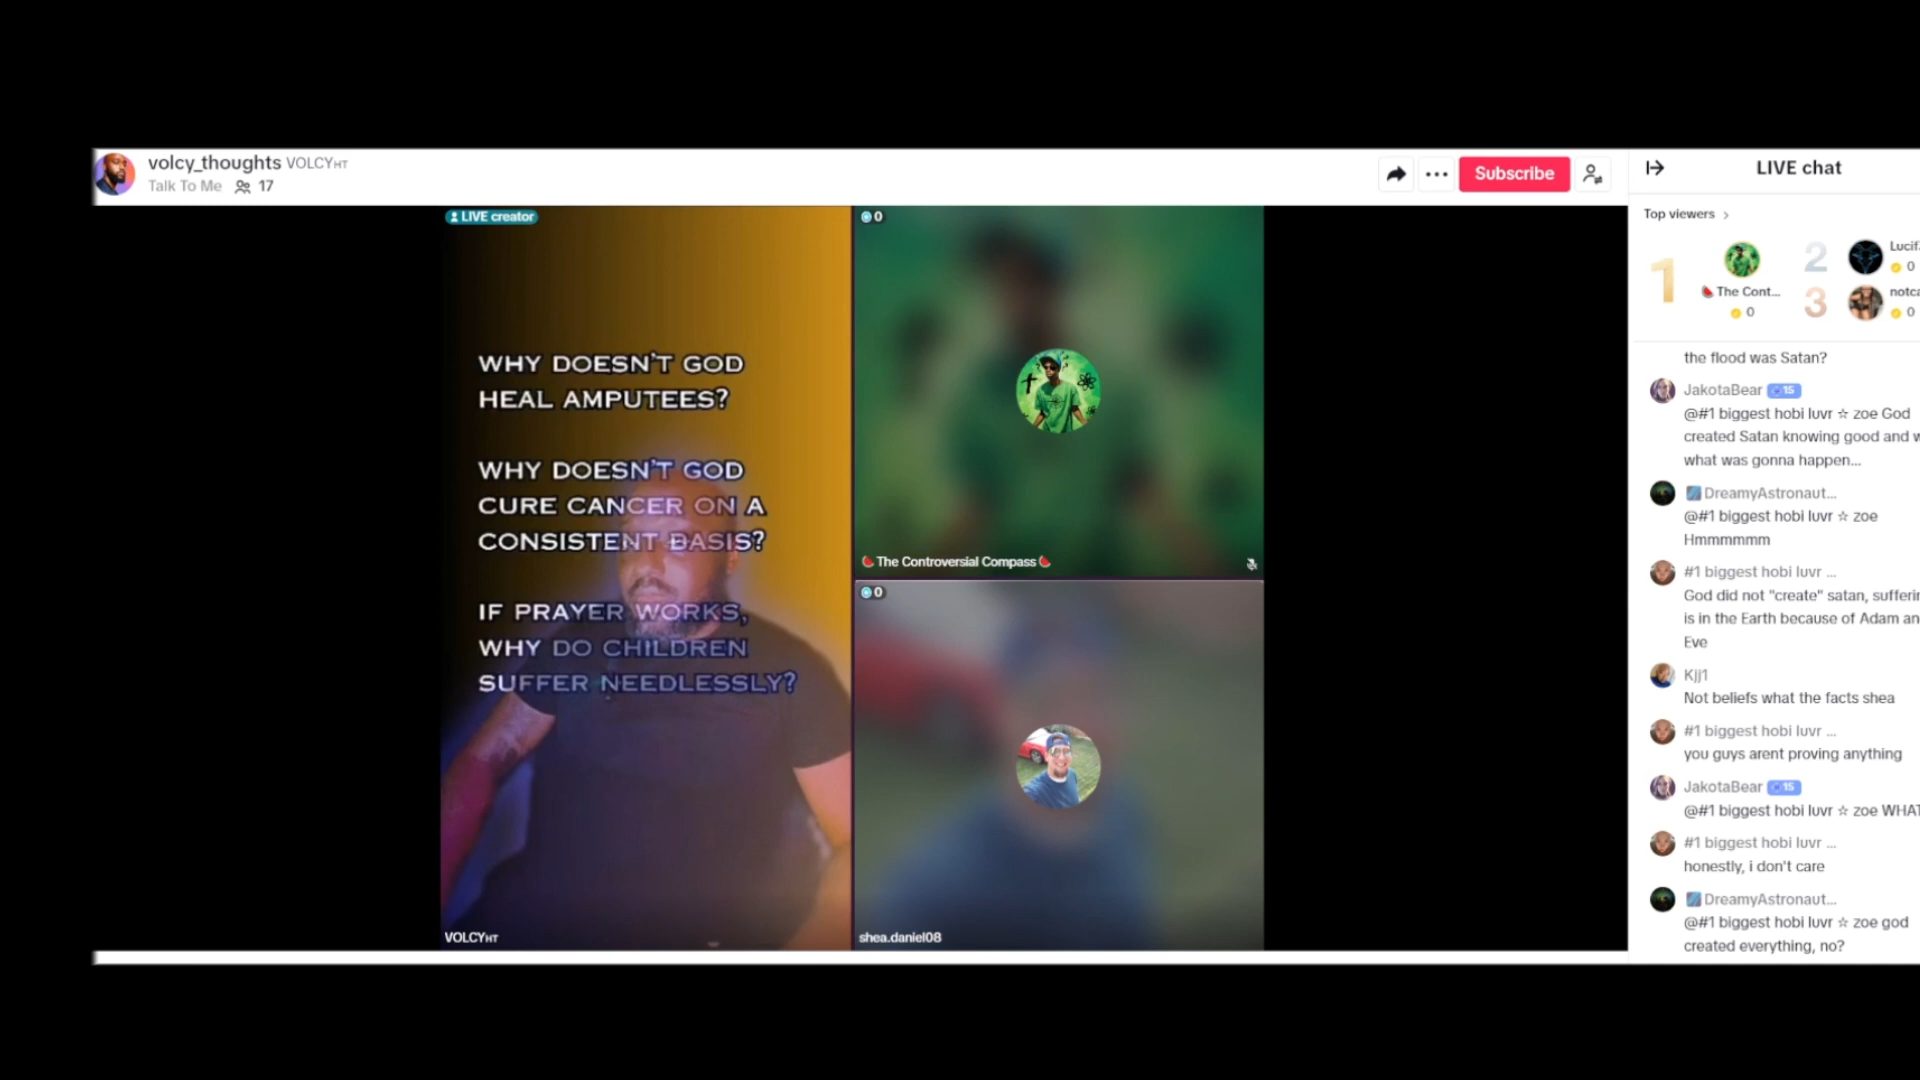 volcy_thoughts VOLCYHT
Talk To Me 17
Subscribe
LIVE chat
LIVE creator
WHY DOESN'T GOD
HEAL AMPUTEES?
WHY DOESN'T GOD
CURE CANCER ON A
CONSISTENT BASIS?
IF PRAYER WORKS,
WHY DO CHILDREN
SUFFER NEEDLESSLY?
VOLCYHT
0
🍉The Controversial Compass🍉
0
shea.daniel08
Top viewers >
1
🍉 The Cont...
0
2
Lucif
0
3
notca
0
the flood was Satan?
JakotaBear 15
@#1 biggest hobi luvr ☆ zoe God
created Satan knowing good and w
what was gonna happen...
DreamyAstronaut...
@#1 biggest hobi luvr ☆ zoe
Hmmmmmm
#1 biggest hobi luvr ...
God did not "create" satan, sufferin
is in the Earth because of Adam an
Eve
Kjj1
Not beliefs what the facts shea
#1 biggest hobi luvr ...
you guys arent proving anything
JakotaBear 15
@#1 biggest hobi luvr ☆ zoe WHAT
#1 biggest hobi luvr ...
honestly, i don't care
DreamyAstronaut...
@#1 biggest hobi luvr ☆ zoe god
created everything, no?